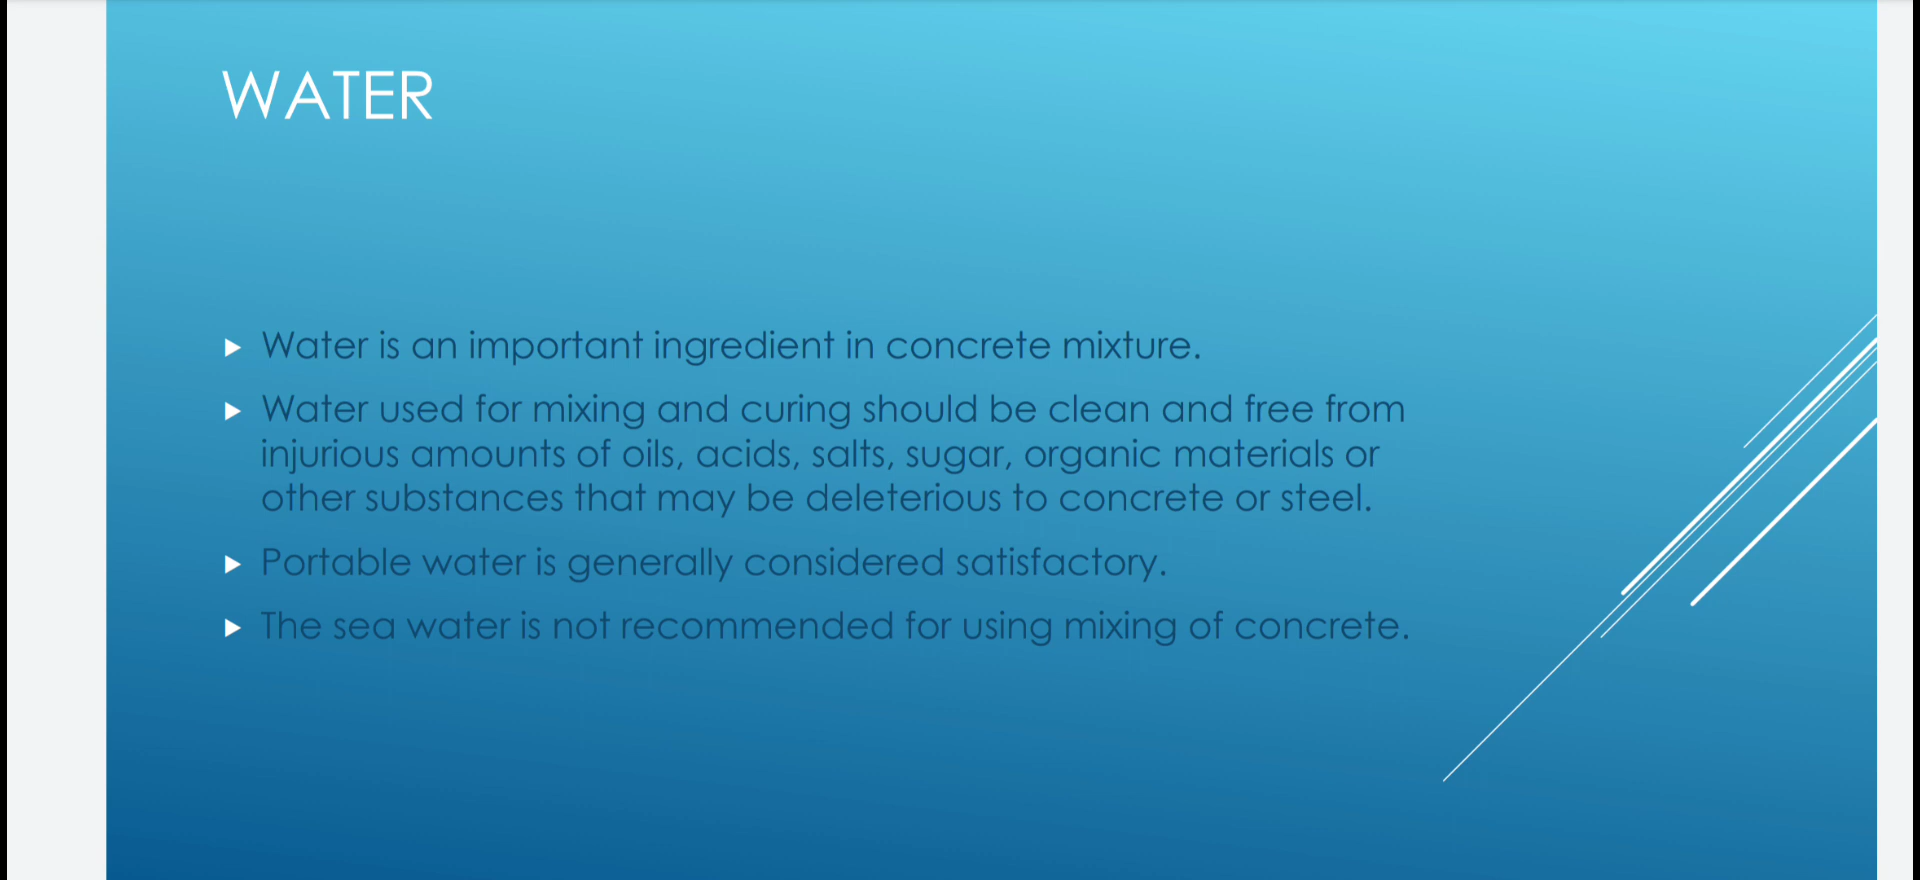 WATER
Water is an important ingredient in concrete mixture.
Water used for mixing and curing should be clean and free from
injurious amounts of oils, acids, salts, sugar, organic materials or
other substances that may be deleterious to concrete or steel.
Portable water is generally considered satisfactory.
The sea water is not recommended for using mixing of concrete.